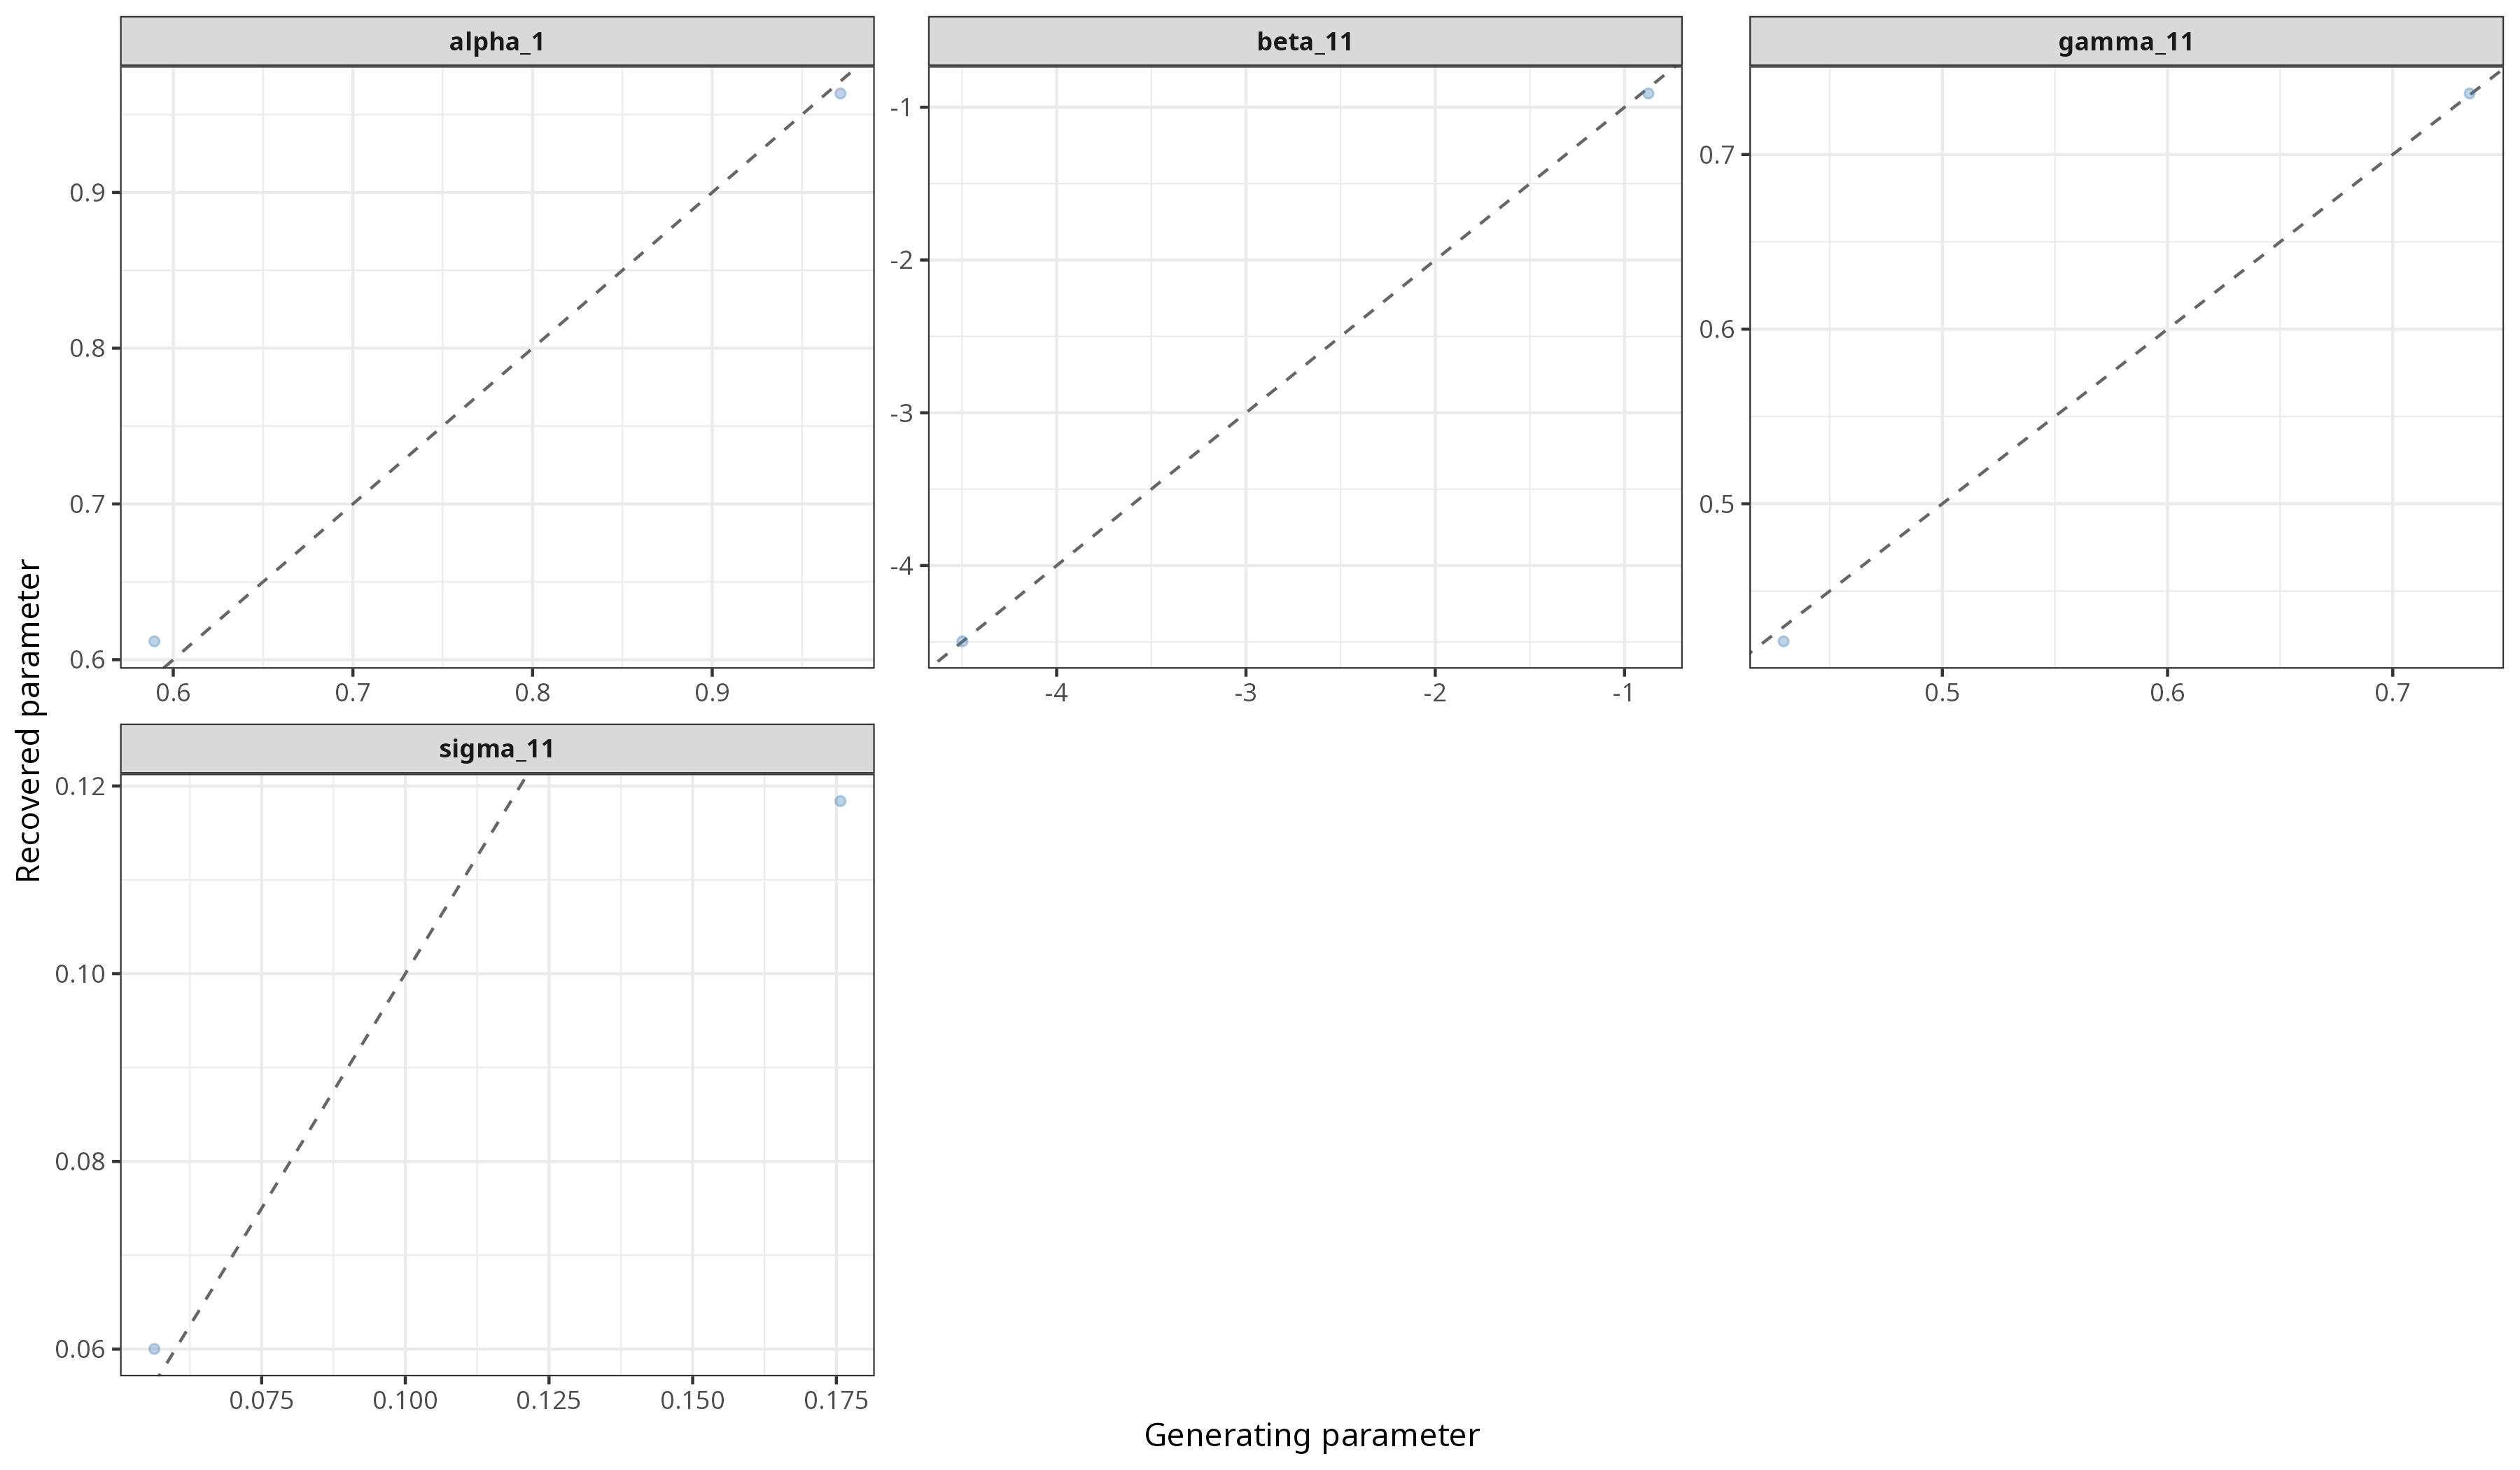 alpha_1
beta_11
gamma_11
0.9
0.8
0.7
0.6
0.6 0.7 0.8 0.9
-1
-2
-3
-4
-4 -3 -2 -1
0.7
0.6
0.5
0.5 0.6 0.7
sigma_11
0.12
0.10
0.08
0.06
0.075 0.100 0.125 0.150 0.175
Recovered parameter
Generating parameter